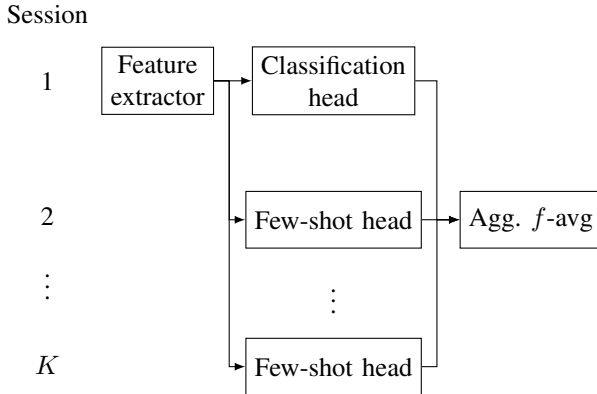 Session
1
Feature
extractor
Classification
head
2
Few-shot head
Agg. f-avg
⋮
⋮
K
Few-shot head